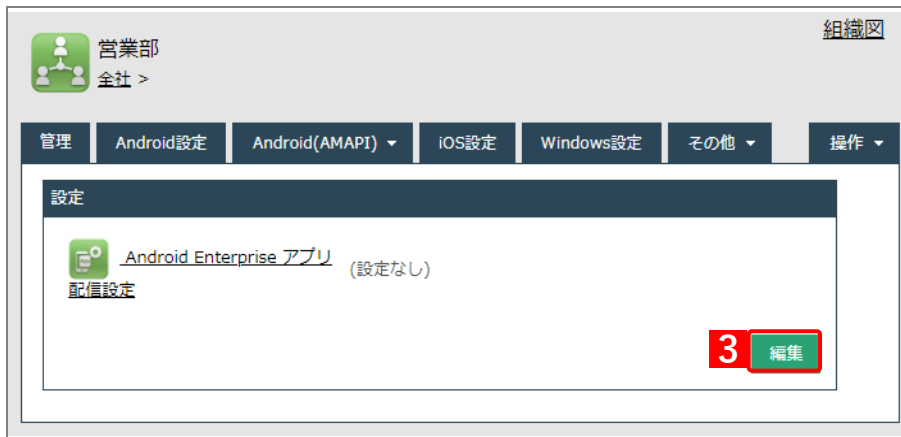 組織図
営業部
全社 >
管理 Android設定 Android(AMAPI) ▼ iOS設定 Windows設定 その他 ▼ 操作 ▼
設定
Android Enterprise アプリ (設定なし)
配信設定
3 編集